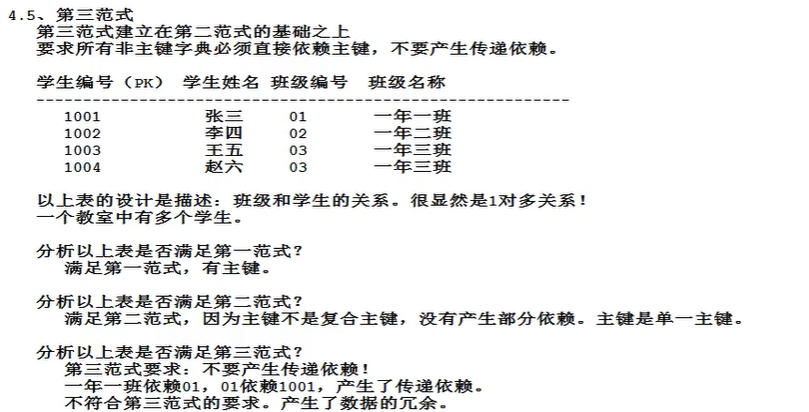 4.5、第三范式
第三范式建立在第二范式的基础之上
要求所有非主键字典必须直接依赖主键，不要产生传递依赖。
学生编号（PK） 学生姓名 班级编号 班级名称
------------------------------------------------------------
1001 张三 01 一年一班
1002 李四 02 一年二班
1003 王五 03 一年三班
1004 赵六 03 一年三班
以上表的设计是描述：班级和学生的关系。很显然是1对多关系！
一个教室中有多个学生。
分析以上表是否满足第一范式？
满足第一范式，有主键。
分析以上表是否满足第二范式？
满足第二范式，因为主键不是复合主键，没有产生部分依赖。主键是单一主键。
分析以上表是否满足第三范式？
第三范式要求：不要产生传递依赖！
一年一班依赖01，01依赖1001，产生了传递依赖。
不符合第三范式的要求。产生了数据的冗余。